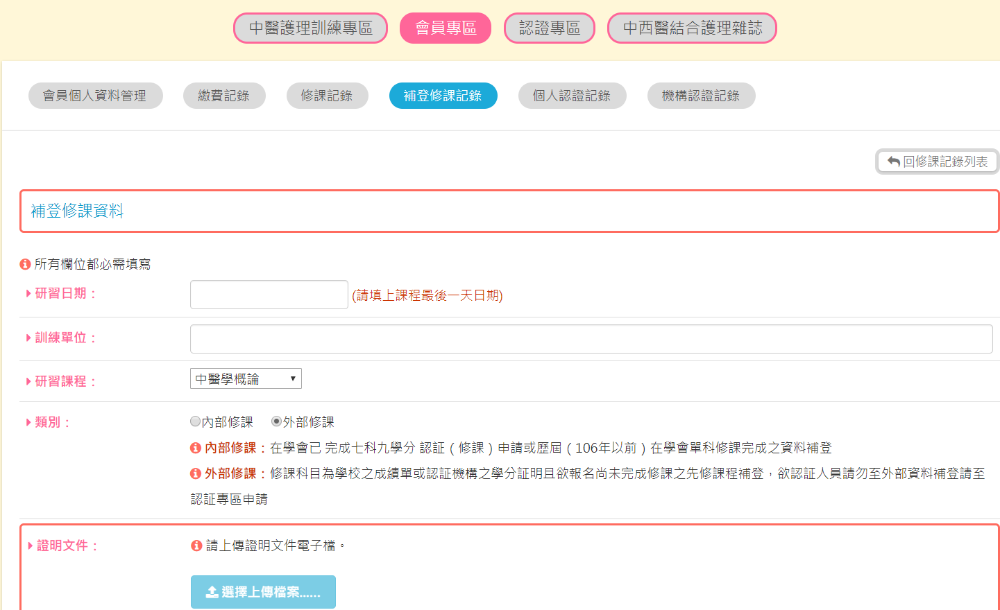 中醫護理訓練專區 會員專區 認證專區 中西醫結合護理雜誌
會員個人資料管理 繳費記錄 修課記錄 補登修課記錄 個人認證記錄 機構認證記錄
回修課記錄列表
補登修課資料
所有欄位都必需填寫
研習日期： (請填上課程最後一天日期)
訓練單位：
研習課程： 中醫學概論
類別： 內部修課 外部修課
內部修課：在學會已 完成七科九學分 認証（修課）申請或歷屆（106年以前）在學會單科修課完成之資料補登
外部修課：修課科目為學校之成績單或認証機構之學分証明且欲報名尚未完成修課之先修課程補登，欲認証人員請勿至外部資料補登請至
認証專區申請
證明文件： 請上傳證明文件電子檔。
選擇上傳檔案......